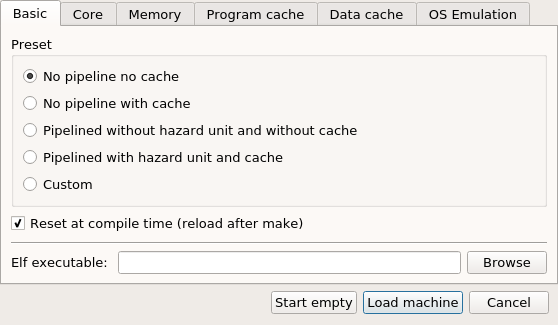 Basic Core Memory Program cache Data cache OS Emulation
Preset
No pipeline no cache
No pipeline with cache
Pipelined without hazard unit and without cache
Pipelined with hazard unit and cache
Custom
Reset at compile time (reload after make)
Elf executable: Browse
Start empty Load machine Cancel